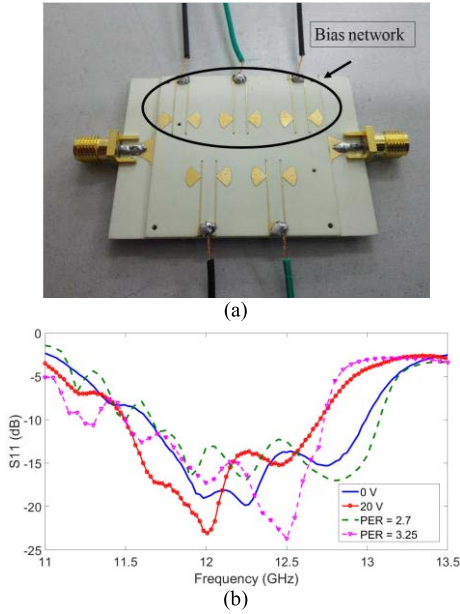 Bias network
(a)
0
-5
-10
-15
-20
-25
S11 (dB)
0 V
20 V
PER = 2.7
PER = 3.25
11
11.5
12
12.5
13
13.5
Frequency (GHz)
(b)